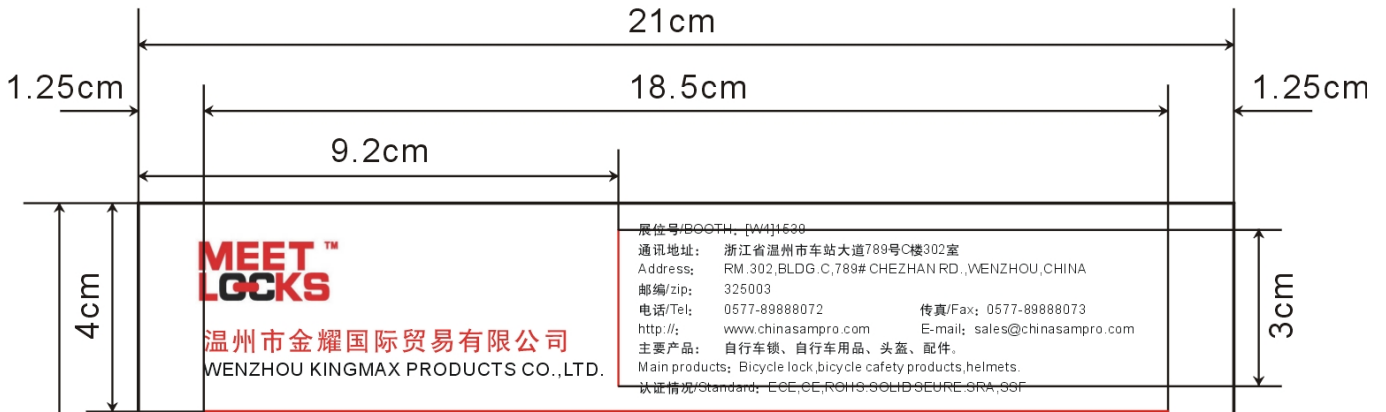 21cm
1.25cm 18.5cm 1.25cm
9.2cm
4cm
3cm
MEET ™
LOCKS
温州市金耀国际贸易有限公司
WENZHOU KINGMAX PRODUCTS CO.,LTD.
展位号/BOOTH: [W4]1539
通讯地址: 浙江省温州市车站大道789号C楼302室
Address: RM.302,BLDG.C,789# CHEZHAN RD.,WENZHOU,CHINA
邮编/zip: 325003
电话/Tel: 0577-89888072 传真/Fax: 0577-89888073
http://: www.chinasampro.com E-mail: sales@chinasampro.com
主要产品: 自行车锁、自行车用品、头盔、配件。
Main products: Bicycle lock,bicycle cafety products,helmets.
认证情况/Standard: ECE,CE,ROHS.SOLIDSEURE.SRA,SSF